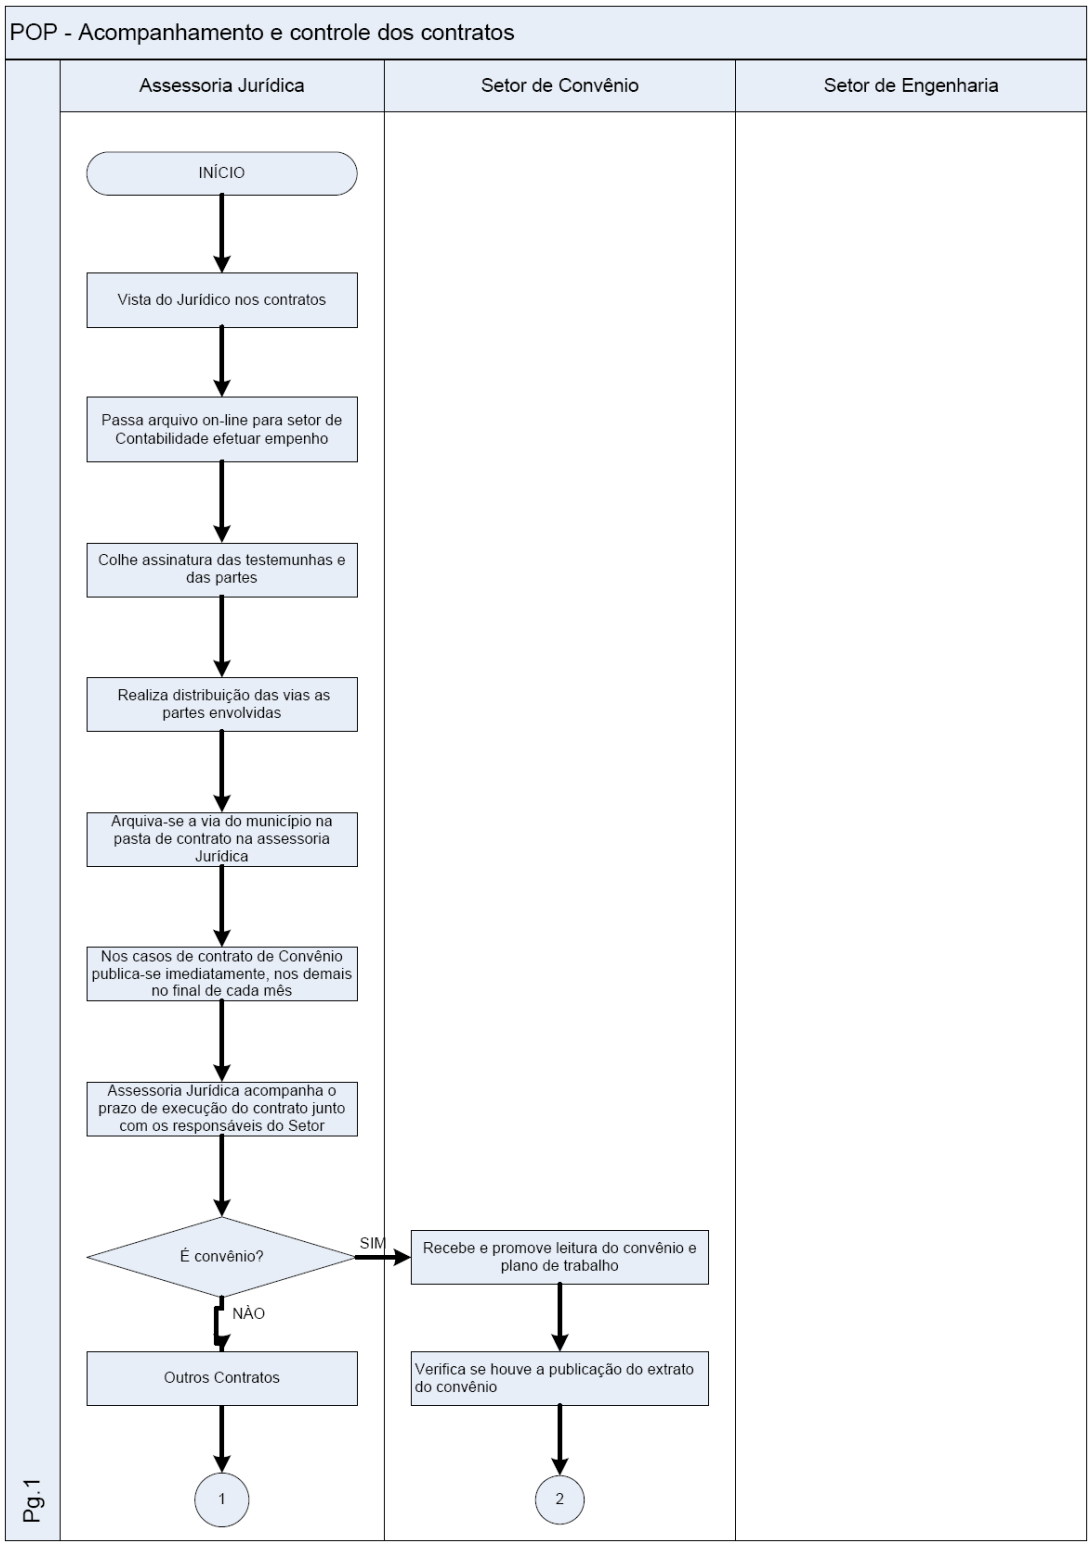 POP - Acompanhamento e controle dos contratos
Assessoria Jurídica
Setor de Convênio
Setor de Engenharia
INÍCIO
Vista do Jurídico nos contratos
Passa arquivo on-line para setor de
Contabilidade efetuar empenho
Colhe assinatura das testemunhas e
das partes
Realiza distribuição das vias as
partes envolvidas
Arquiva-se a via do município na
pasta de contrato na assessoria
Jurídica
Nos casos de contrato de Convênio
publica-se imediatamente, nos demais
no final de cada mês
Assessoria Jurídica acompanha o
prazo de execução do contrato junto
com os responsáveis do Setor
É convênio?
SIM
Recebe e promove leitura do convênio e
plano de trabalho
NÀO
Outros Contratos
Verifica se houve a publicação do extrato
do convênio
1
2
Pg.1